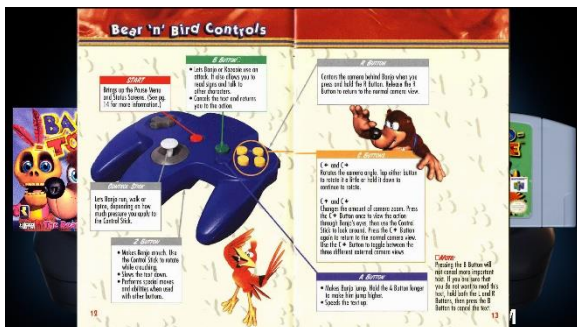 Bear 'n' Bird Controls
START
Brings up the Pause Menu
and Status Screens. (See pg.
14 for more information.)
B BUTTON
• Lets Banjo or Kazooie use an
attack. It also allows you to
read signs and talk to
other characters.
• Cancels the text and returns
you to the action.
CONTROL STICK
Lets Banjo run, walk or
tiptoe, depending on how
much pressure you apply to
the Control Stick.
Z BUTTON
• Makes Banjo crouch. Use
the Control Stick to rotate
while crouching.
• Slows the text down.
• Performs special moves
and abilities when used
with other buttons.
12
R BUTTON
Centers the camera behind Banjo when you
press and hold the R Button. Release the R
Button to return to the normal camera view.
C BUTTONS
and
Rotates the camera angle. Tap either button
to rotate it a little or hold it down to
continue to rotate.
and
Changes the amount of camera zoom. Press
the C Button once to view the action
through Banjo's eyes, then use the Control
Stick to look around. Press the C Button
again to return to the normal camera view.
Use the C Button to toggle between the
three different external camera views.
A BUTTON
• Makes Banjo jump. Hold the A Button longer
to make him jump higher.
• Speeds the text up.
NOTE:
Pressing the B Button will
not cancel more important
text. If you are sure that
you do not want to read this
text, hold both the L and R
Buttons, then press the B
Button to cancel the text.
13